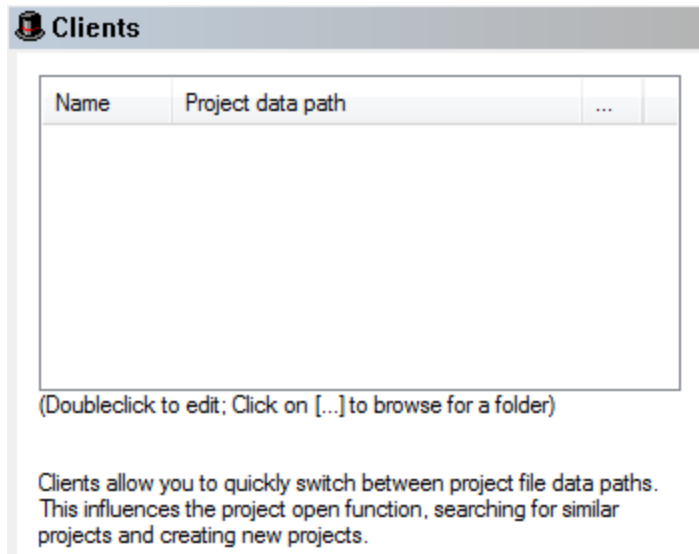 Clients
Name Project data path ...
(Doubleclick to edit; Click on [...] to browse for a folder)
Clients allow you to quickly switch between project file data paths.
This influences the project open function, searching for similar
projects and creating new projects.